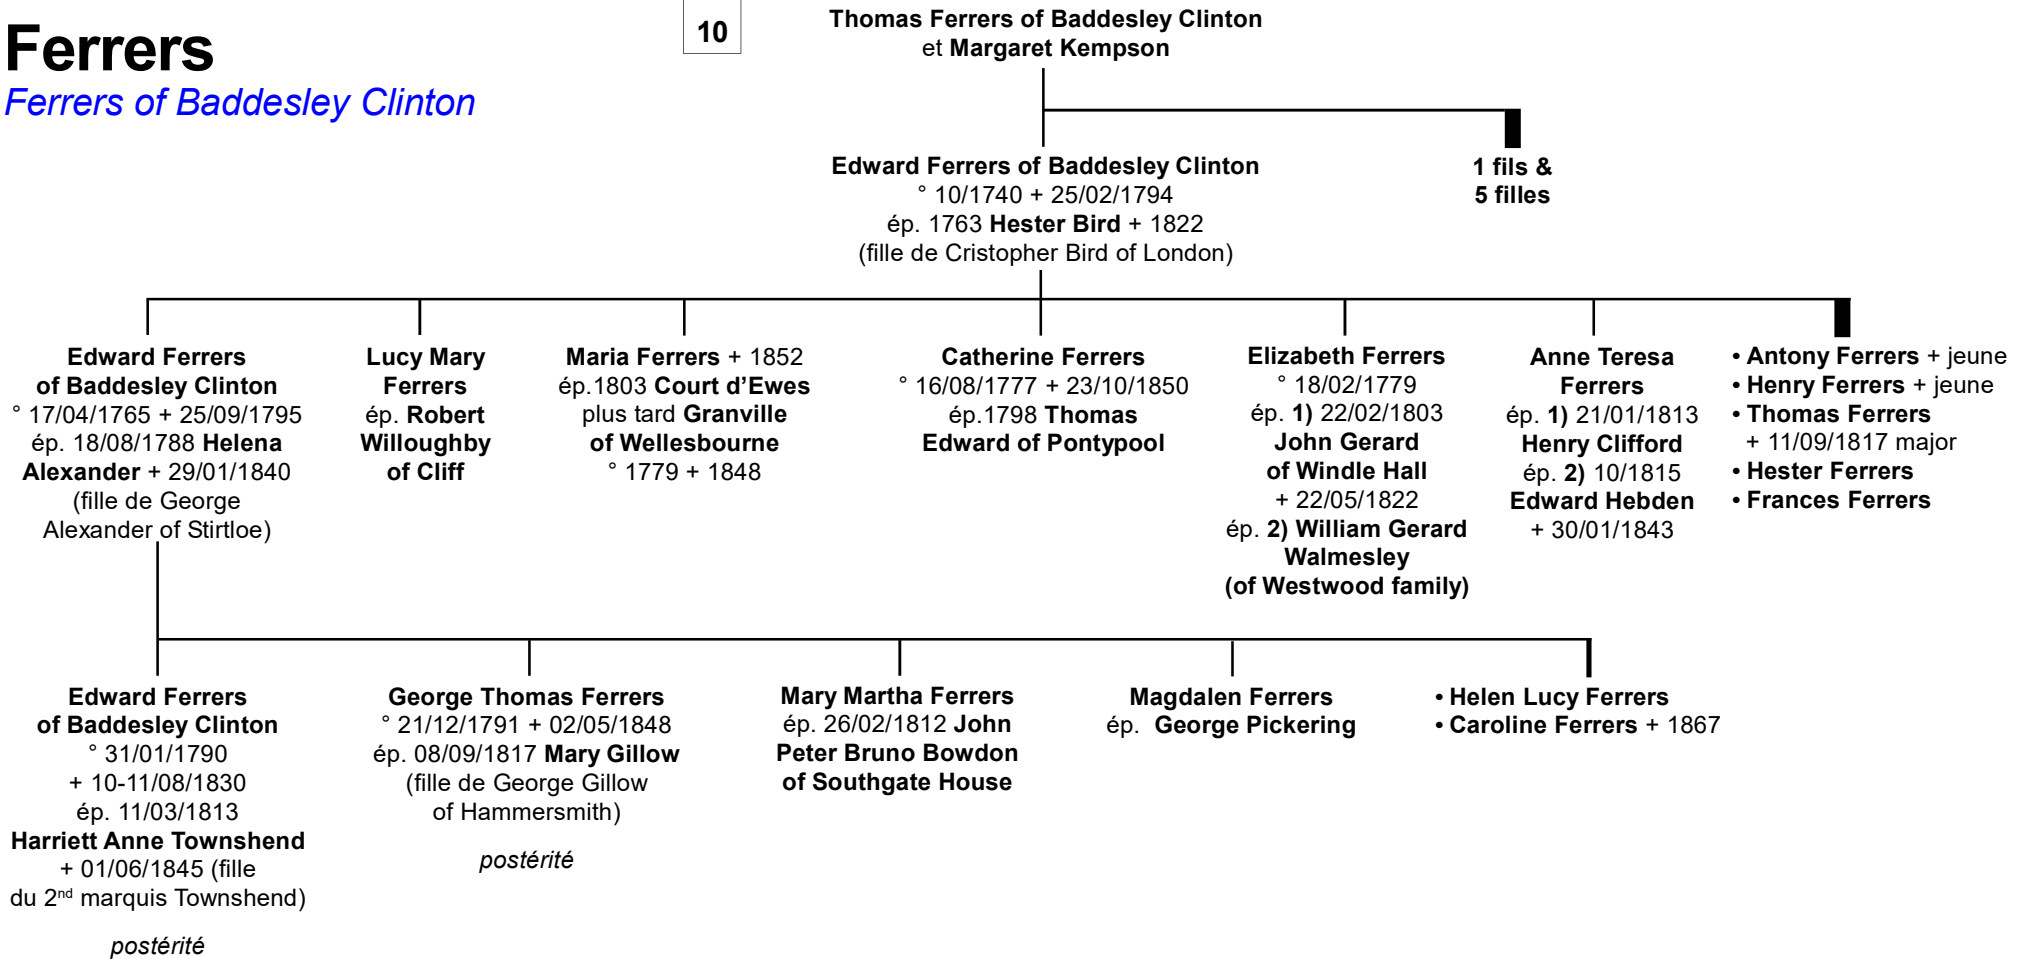 Ferrers
Ferrers of Baddesley Clinton
10
Thomas Ferrers of Baddesley Clinton
et Margaret Kempson
Edward Ferrers of Baddesley Clinton
° 10/1740 + 25/02/1794
ép. 1763 Hester Bird + 1822
(fille de Cristopher Bird of London)
1 fils &
5 filles
Edward Ferrers
of Baddesley Clinton
° 17/04/1765 + 25/09/1795
ép. 18/08/1788 Helena
Alexander + 29/01/1840
(fille de George
Alexander of Stirtloe)
Lucy Mary
Ferrers
ép. Robert
Willoughby
of Cliff
Maria Ferrers + 1852
ép.1803 Court d’Ewes
plus tard Granville
of Wellesbourne
° 1779 + 1848
Catherine Ferrers
° 16/08/1777 + 23/10/1850
ép.1798 Thomas
Edward of Pontypool
Elizabeth Ferrers
° 18/02/1779
ép. 1) 22/02/1803
John Gerard
of Windle Hall
+ 22/05/1822
ép. 2) William Gerard
Walmesley
(of Westwood family)
Anne Teresa
Ferrers
ép. 1) 21/01/1813
Henry Clifford
ép. 2) 10/1815
Edward Hebden
+ 30/01/1843
• Antony Ferrers + jeune
• Henry Ferrers + jeune
• Thomas Ferrers
+ 11/09/1817 major
• Hester Ferrers
• Frances Ferrers
Edward Ferrers
of Baddesley Clinton
° 31/01/1790
+ 10-11/08/1830
ép. 11/03/1813
Harriett Anne Townshend
+ 01/06/1845 (fille
du 2nd marquis Townshend)
postérité
George Thomas Ferrers
° 21/12/1791 + 02/05/1848
ép. 08/09/1817 Mary Gillow
(fille de George Gillow
of Hammersmith)
postérité
Mary Martha Ferrers
ép. 26/02/1812 John
Peter Bruno Bowdon
of Southgate House
Magdalen Ferrers
ép. George Pickering
• Helen Lucy Ferrers
• Caroline Ferrers + 1867